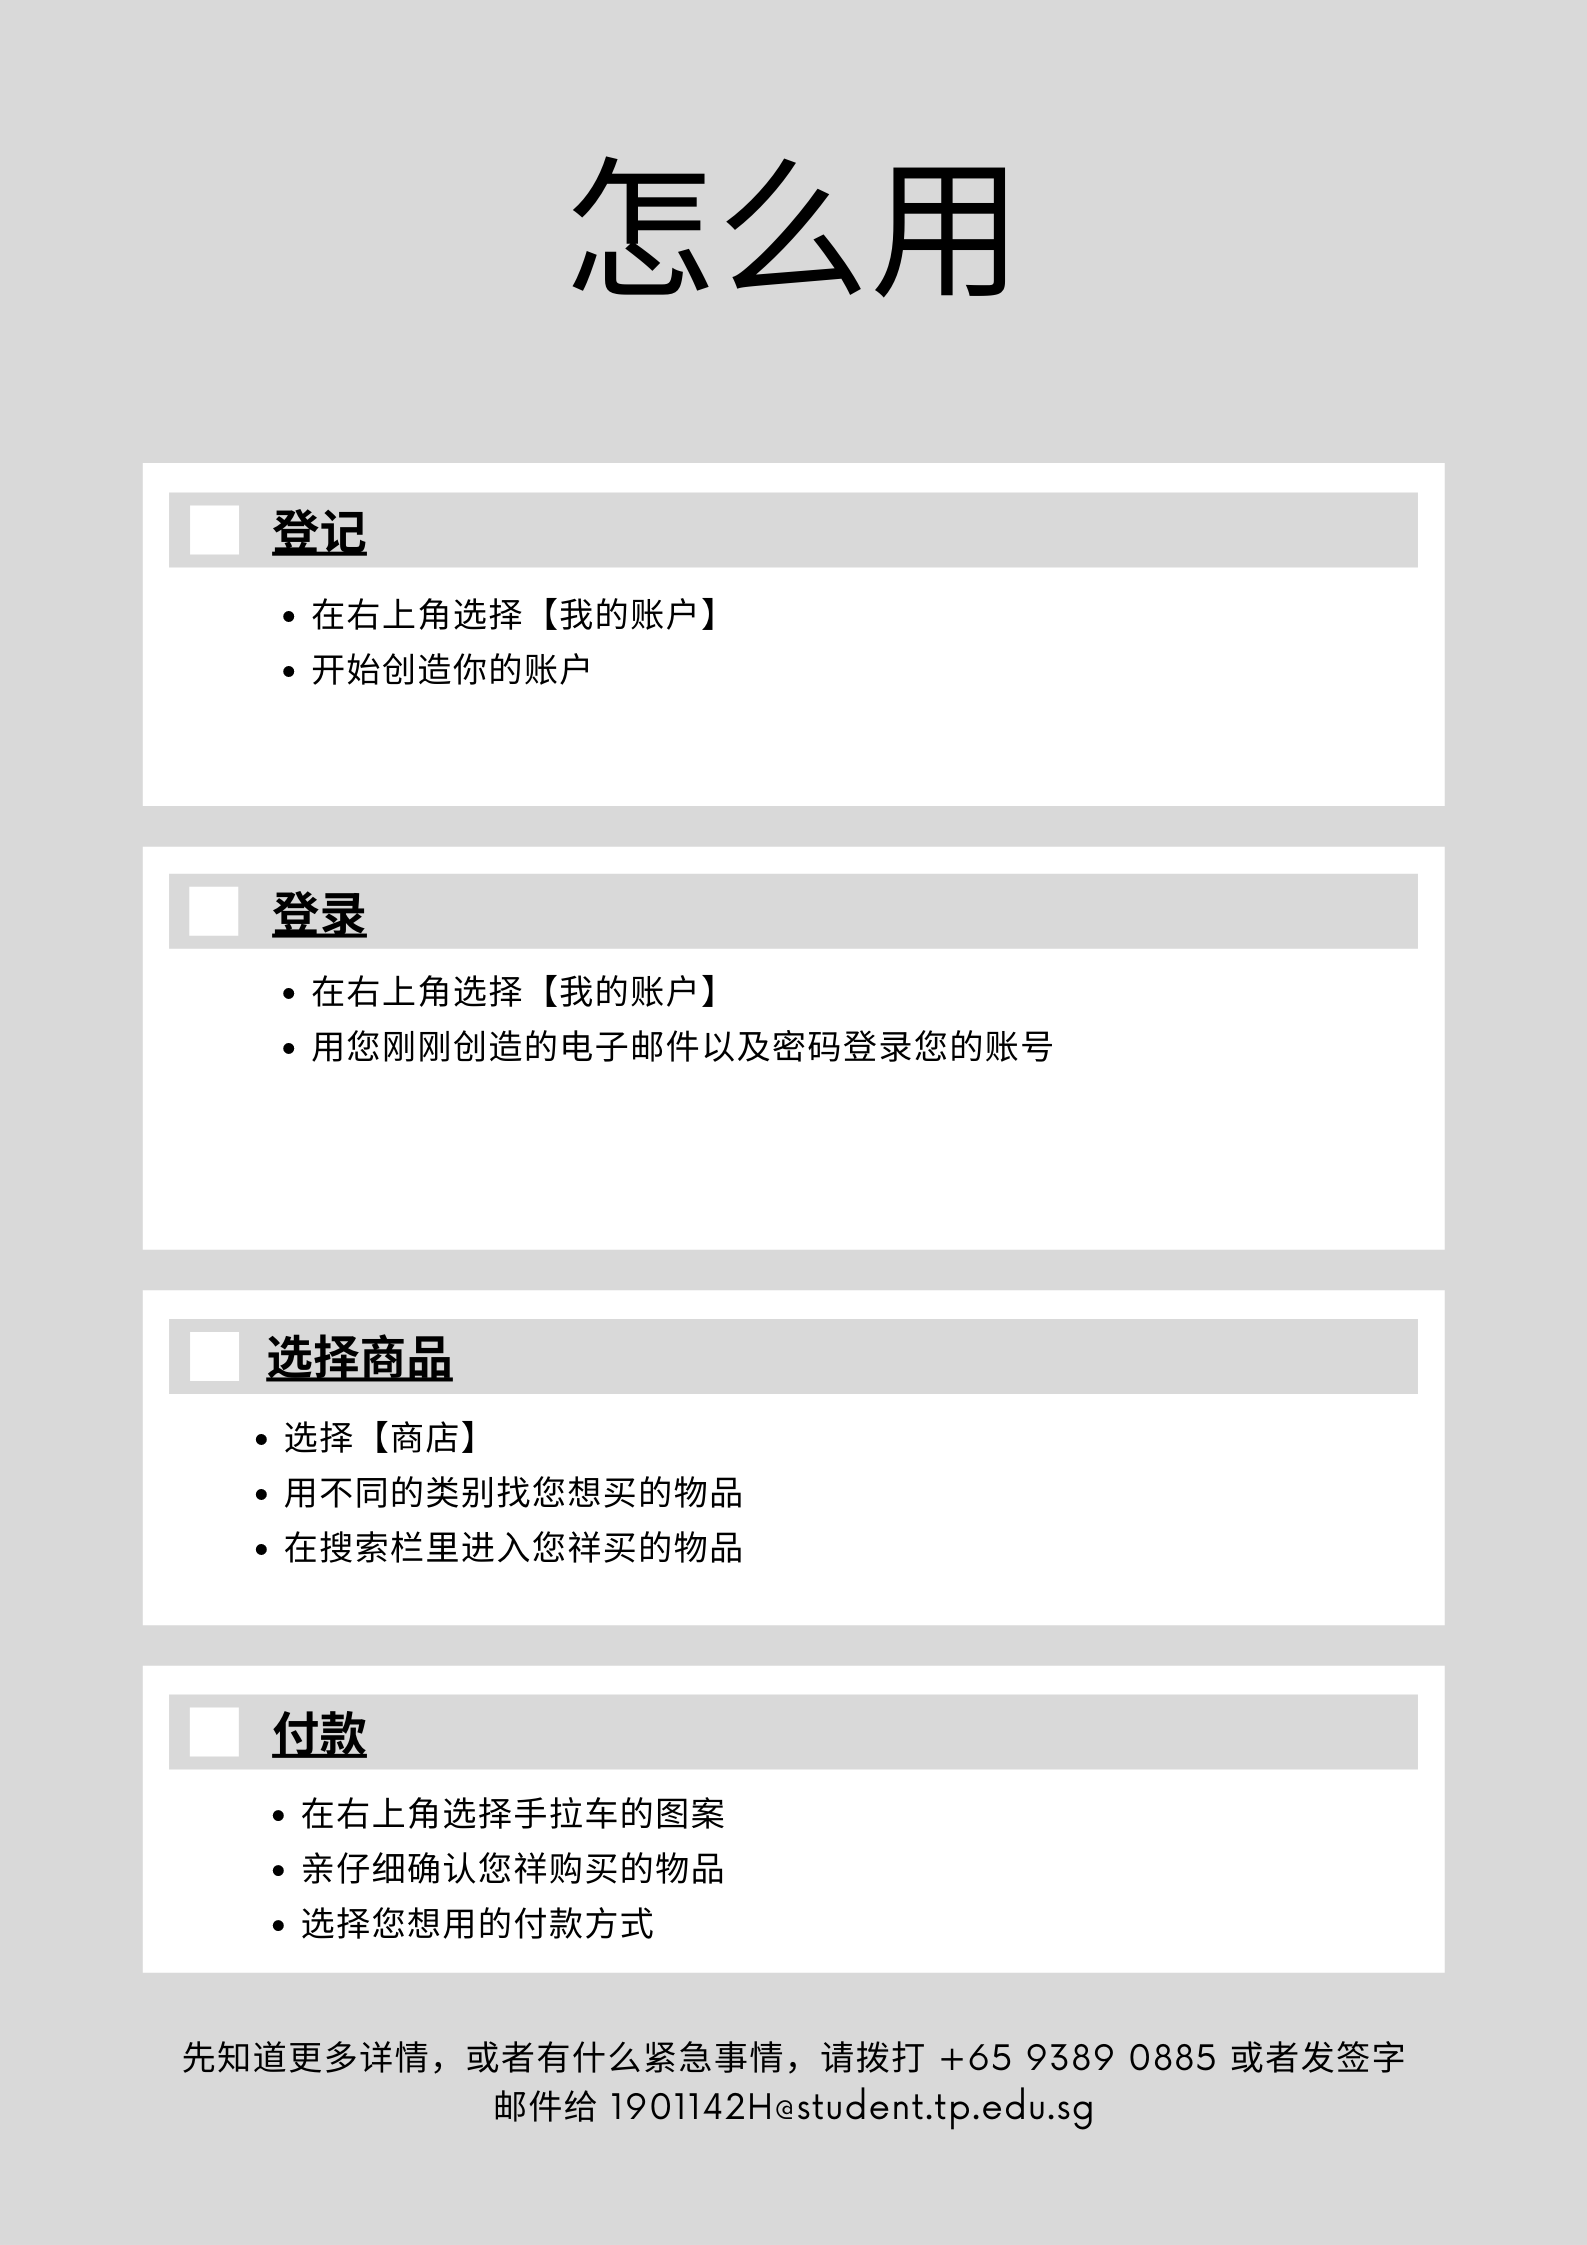 怎么用
登记
• 在右上角选择【我的账户】
• 开始创造你的账户
登录
• 在右上角选择【我的账户】
• 用您刚刚创造的电子邮件以及密码登录您的账号
选择商品
• 选择【商店】
• 用不同的类别找您想买的物品
• 在搜索栏里进入您祥买的物品
付款
• 在右上角选择手拉车的图案
• 亲仔细确认您祥购买的物品
• 选择您想用的付款方式
先知道更多详情，或者有什么紧急事情，请拨打 +65 9389 0885 或者发签字
邮件给 1901142H@student.tp.edu.sg